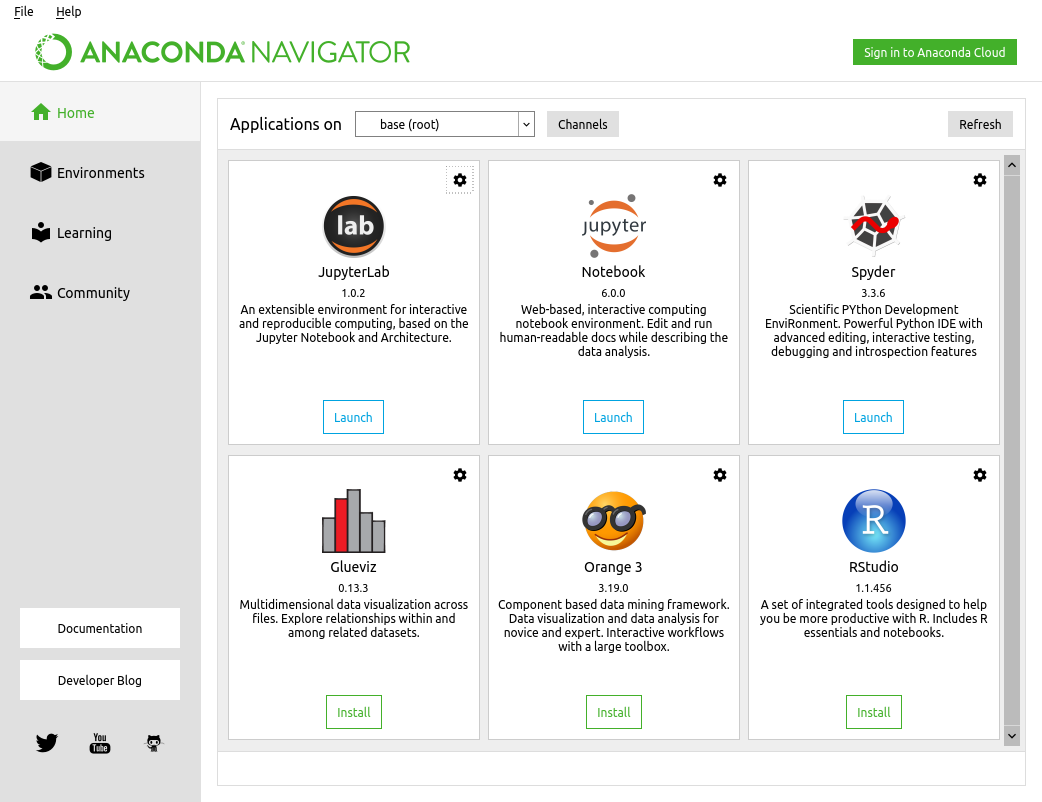 File Help
ANACONDA NAVIGATOR
Sign in to Anaconda Cloud
Home
Environments
Learning
Community
Documentation
Developer Blog
You
Tube
Applications on base (root) Channels Refresh
lab
JupyterLab
1.0.2
An extensible environment for interactive
and reproducible computing, based on the
Jupyter Notebook and Architecture.
Launch
jupyter
Notebook
6.0.0
Web-based, interactive computing
notebook environment. Edit and run
human-readable docs while describing the
data analysis.
Launch
Spyder
3.3.6
Scientific PYthon Development
EnviRonment. Powerful Python IDE with
advanced editing, interactive testing,
debugging and introspection features
Launch
Glueviz
0.13.3
Multidimensional data visualization across
files. Explore relationships within and
among related datasets.
Install
Orange 3
3.19.0
Component based data mining framework.
Data visualization and data analysis for
novice and expert. Interactive workflows
with a large toolbox.
Install
R
RStudio
1.1.456
A set of integrated tools designed to help
you be more productive with R. Includes R
essentials and notebooks.
Install